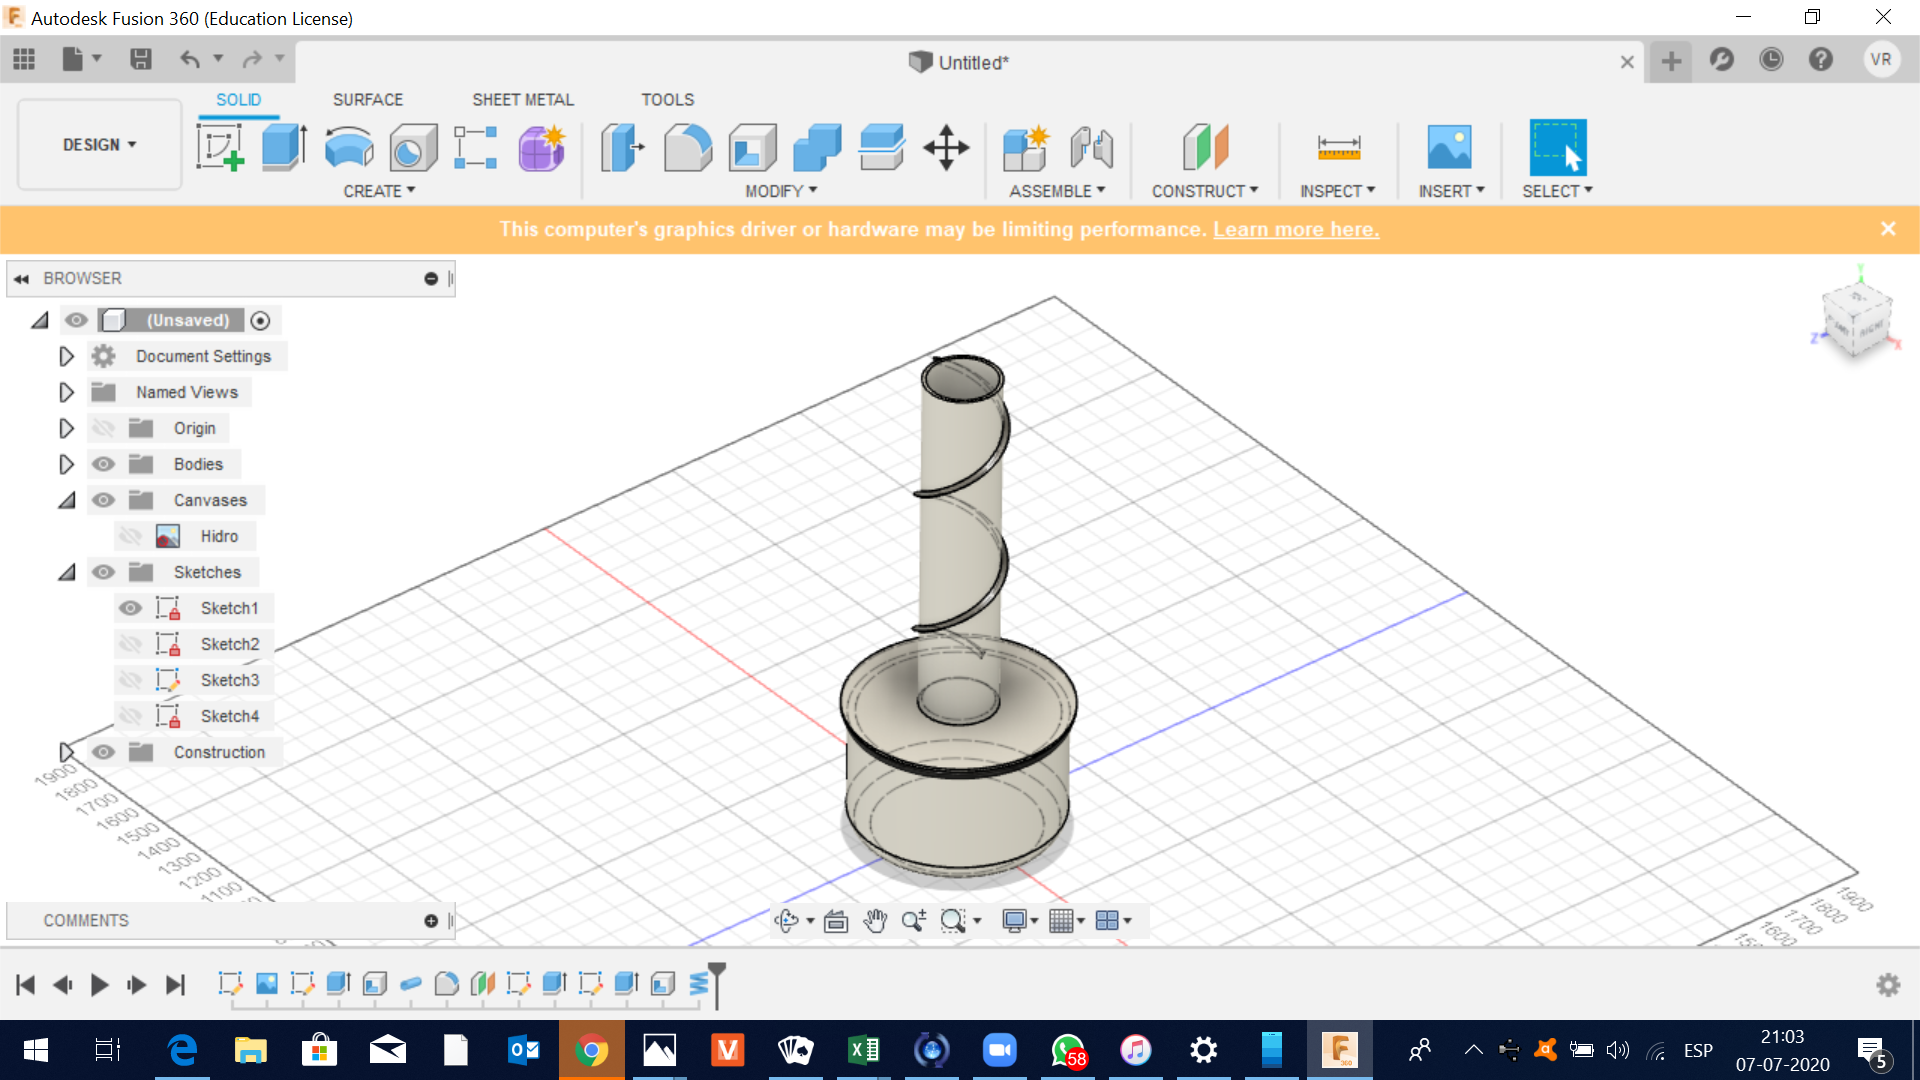 Autodesk Fusion 360 (Education License)
Untitled*
VR
SOLID
SURFACE
SHEET METAL
TOOLS
DESIGN
CREATE
MODIFY
ASSEMBLE
CONSTRUCT
INSPECT
INSERT
SELECT
This computer's graphics driver or hardware may be limiting performance. Learn more here.
BROWSER
(Unsaved)
Document Settings
Named Views
Origin
Bodies
Canvases
Hidro
Sketches
Sketch1
Sketch2
Sketch3
Sketch4
Construction
Y
Z
X
RIGHT
1900
1800
1700
1600
1500
1400
1300
1200
1100
1900
1800
1700
1600
COMMENTS
58
F
360
ESP
21:03
07-07-2020
5